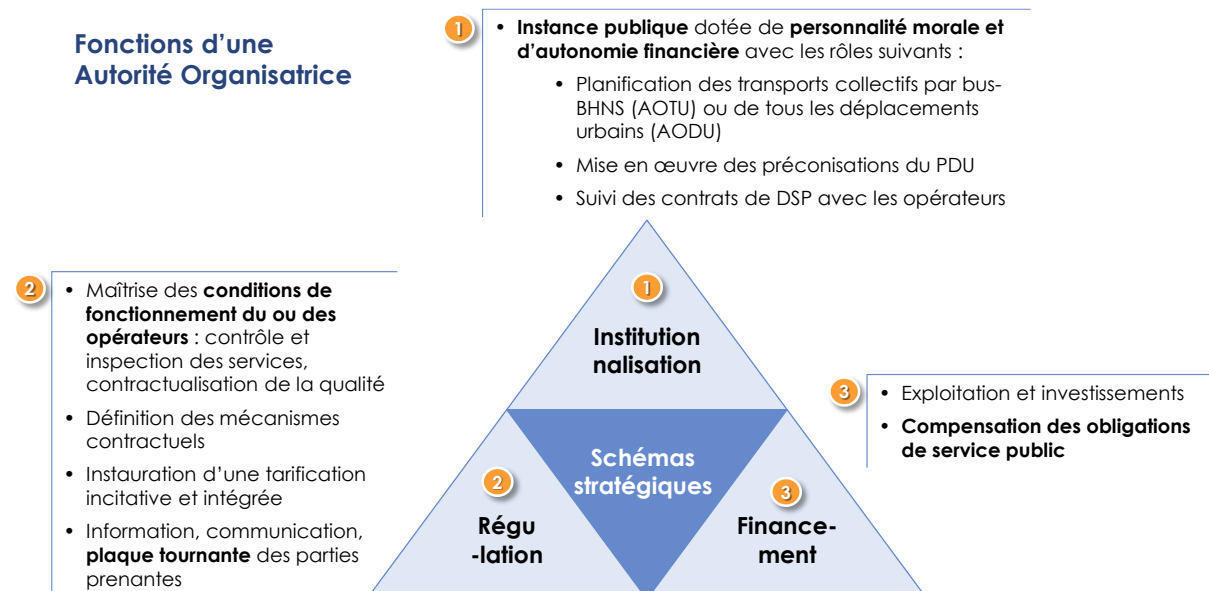 Fonctions d’une
Autorité Organisatrice
1
• Instance publique dotée de personnalité morale et
d’autonomie financière avec les rôles suivants :
• Planification des transports collectifs par bus-
BHNS (AOTU) ou de tous les déplacements
urbains (AODU)
• Mise en œuvre des préconisations du PDU
• Suivi des contrats de DSP avec les opérateurs
2
• Maîtrise des conditions de
fonctionnement du ou des
opérateurs : contrôle et
inspection des services,
contractualisation de la qualité
• Définition des mécanismes
contractuels
• Instauration d’une tarification
incitative et intégrée
• Information, communication,
plaque tournante des parties
prenantes
1
Institution
nalisation
Schémas
stratégiques
2
Régu
-lation
3
Finance-
ment
3
• Exploitation et investissements
• Compensation des obligations
de service public